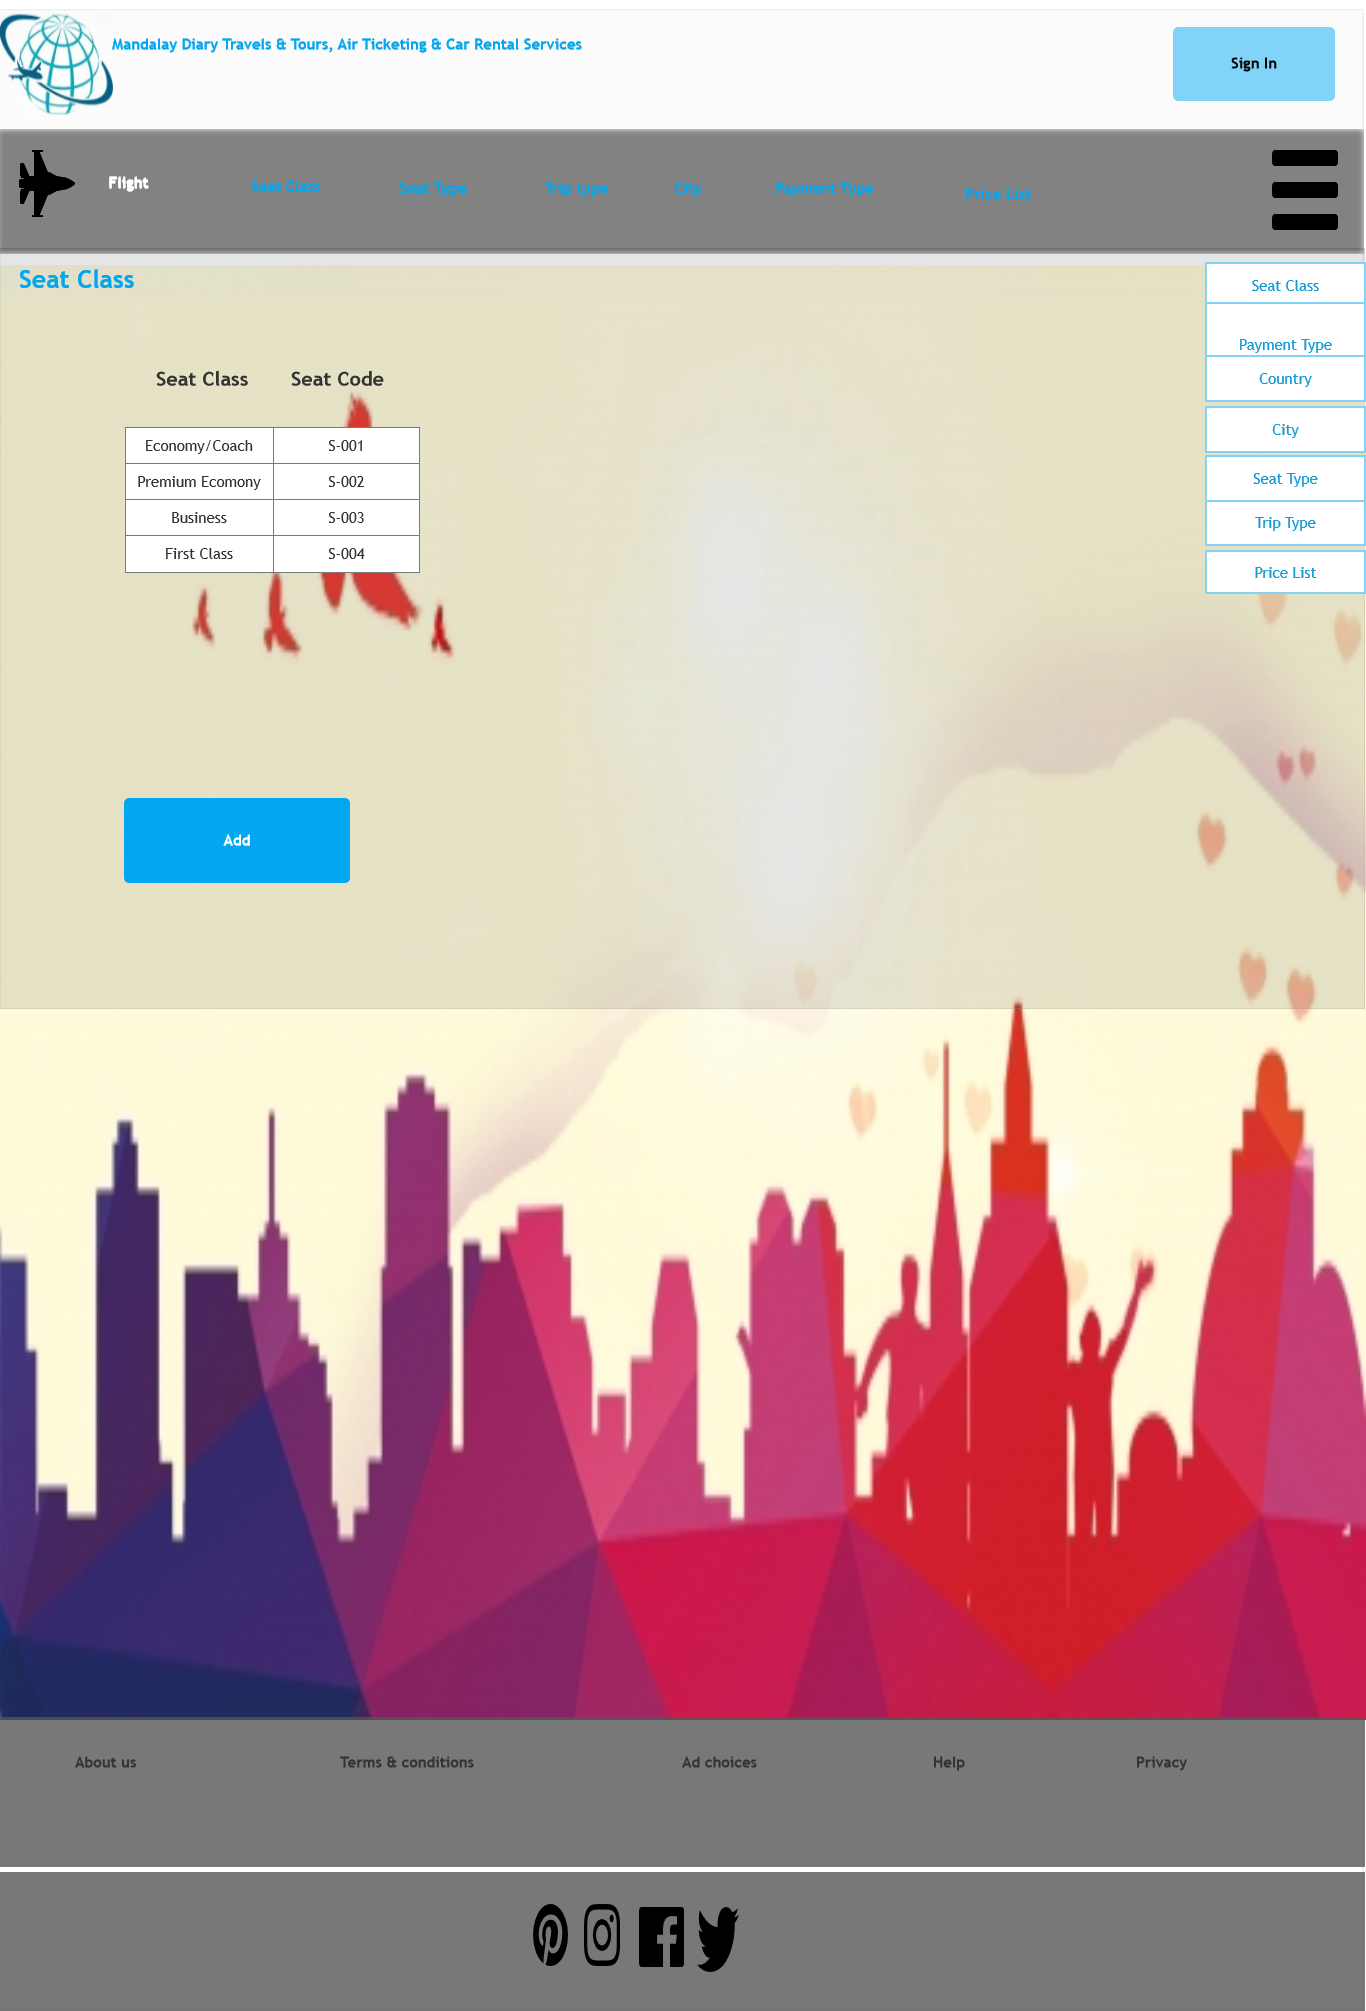 Mandalay Diary Travels & Tours, Air Ticketing & Car Rental Services
Sign In
Flight
Seat Class
Seat Type
Trip type
City
Payment Type
Price List
Seat Class
Seat Class
Payment Type
Country
City
Seat Type
Trip Type
Price List
Seat Class Seat Code
Economy/Coach S-001
Premium Ecomony S-002
Business S-003
First Class S-004
Add
About us
Terms & conditions
Ad choices
Help
Privacy